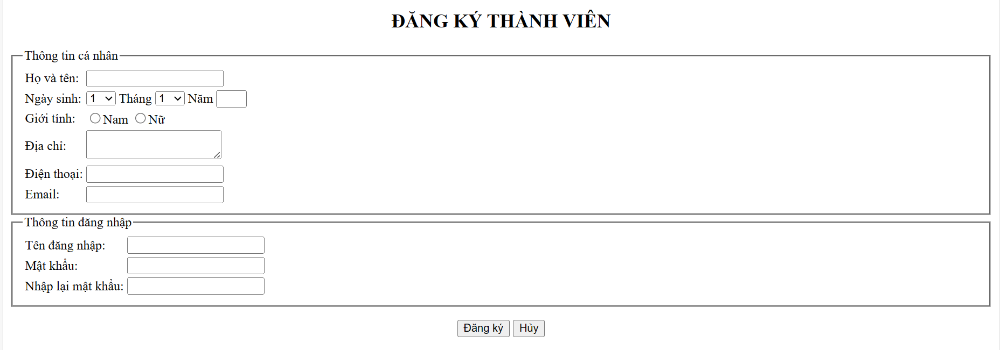 ĐĂNG KÝ THÀNH VIÊN
Thông tin cá nhân
Họ và tên:
Ngày sinh: 1 Tháng 1 Năm
Giới tính: Nam Nữ
Địa chỉ:
Điện thoại:
Email:
Thông tin đăng nhập
Tên đăng nhập:
Mật khẩu:
Nhập lại mật khẩu:
Đăng ký Hủy